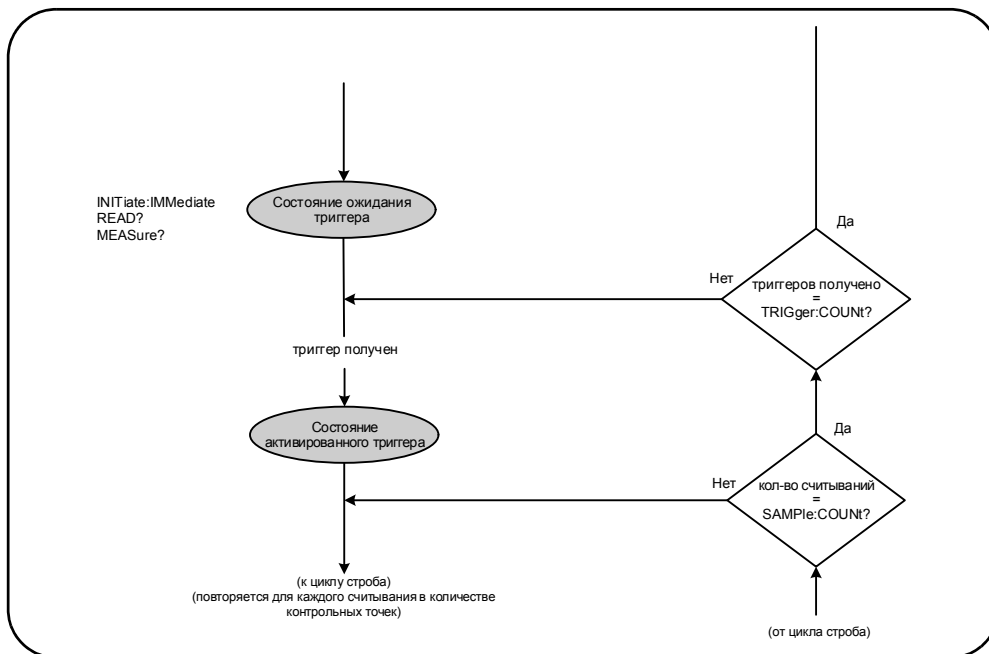 INITiate:IMMediate
READ?
MEASure?
Состояние ожидания
триггера
Да
Нет
триггеров получено
=
TRIGger:COUNt?
триггер получен
Состояние
активированного триггера
Да
Нет
кол-во считываний
=
SAMPle:COUNt?
(к циклу строба)
(повторяется для каждого считывания в количестве
контрольных точек)
(от цикла строба)